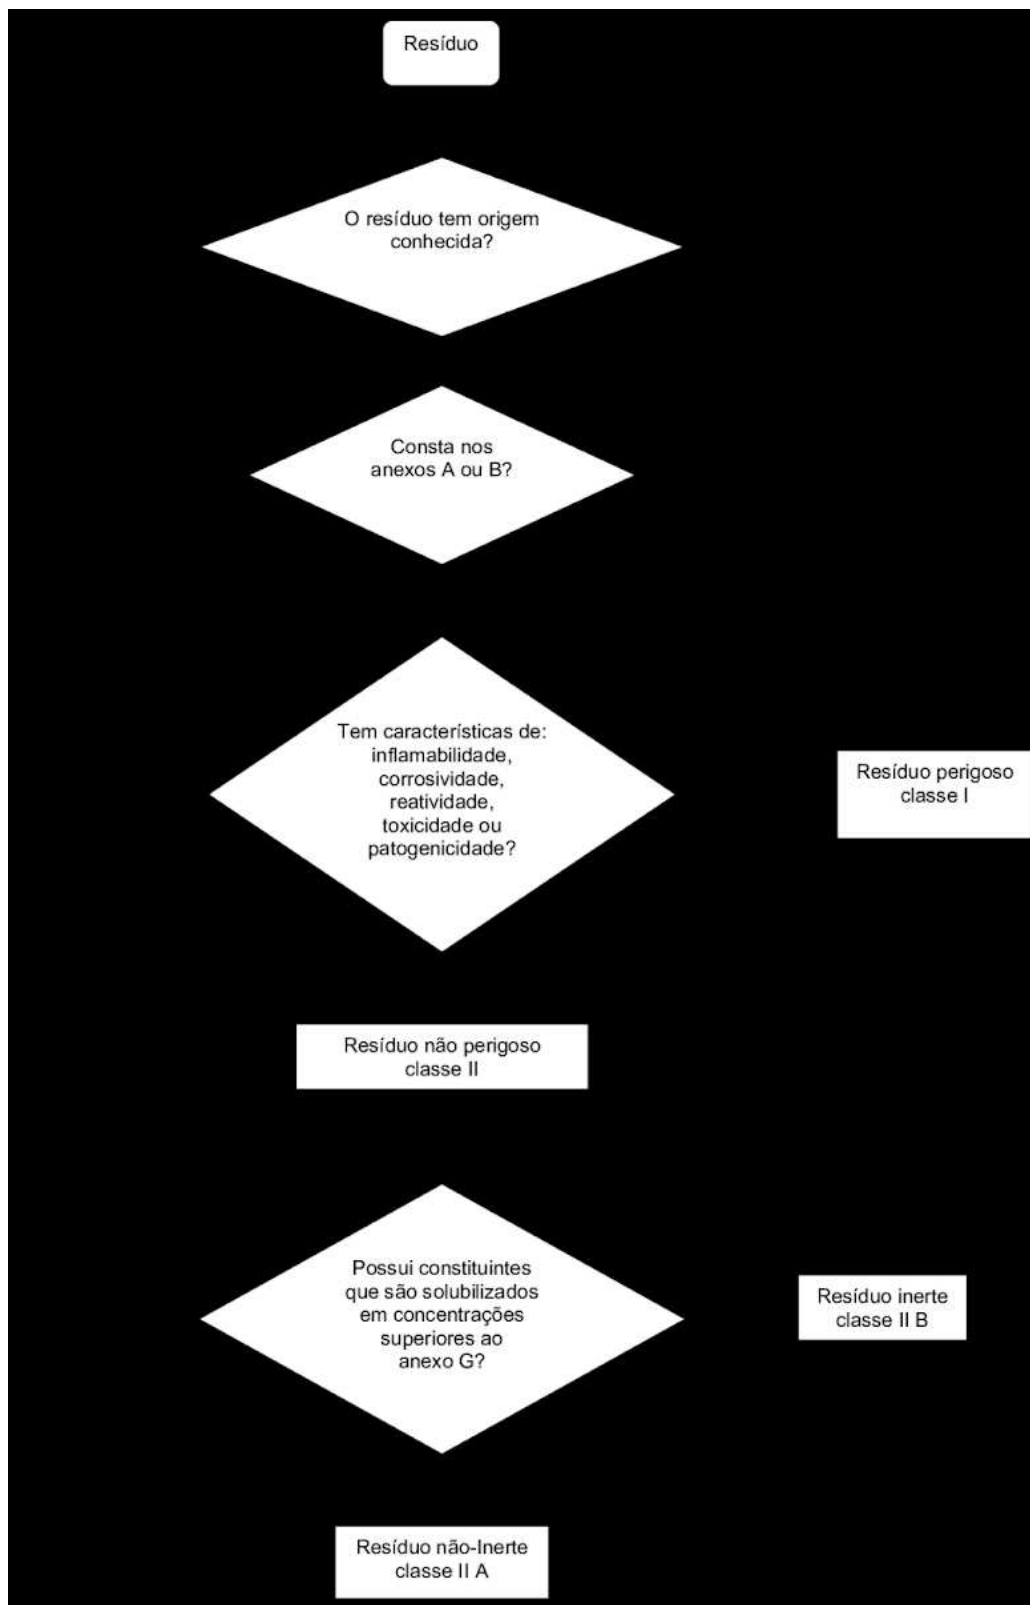 Resíduo
O resíduo tem origem
conhecida?
Consta nos
anexos A ou B?
Tem características de:
inflamabilidade,
corrosividade,
reatividade,
toxicidade ou
patogenicidade?
Resíduo perigoso
classe I
Resíduo não perigoso
classe II
Possui constituintes
que são solubilizados
em concentrações
superiores ao
anexo G?
Resíduo inerte
classe II B
Resíduo não-Inerte
classe II A